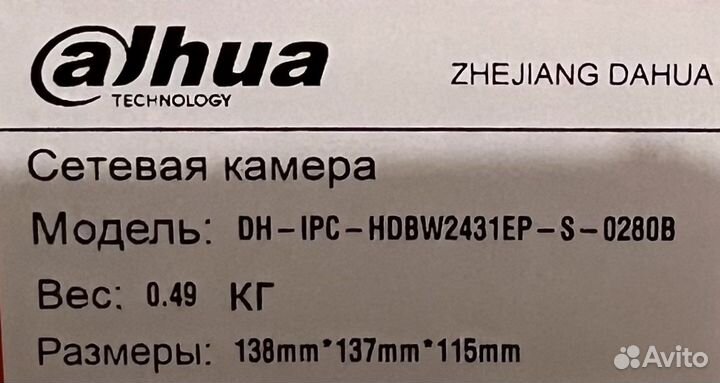 alhua
TECHNOLOGY
ZHEJIANG DAHUA
Сетевая камера
Модель: DH-IPC-HDBW2431EP-S-0280B
Вес: 0.49 КГ
Размеры: 138mm*137mm*115mm
Avito